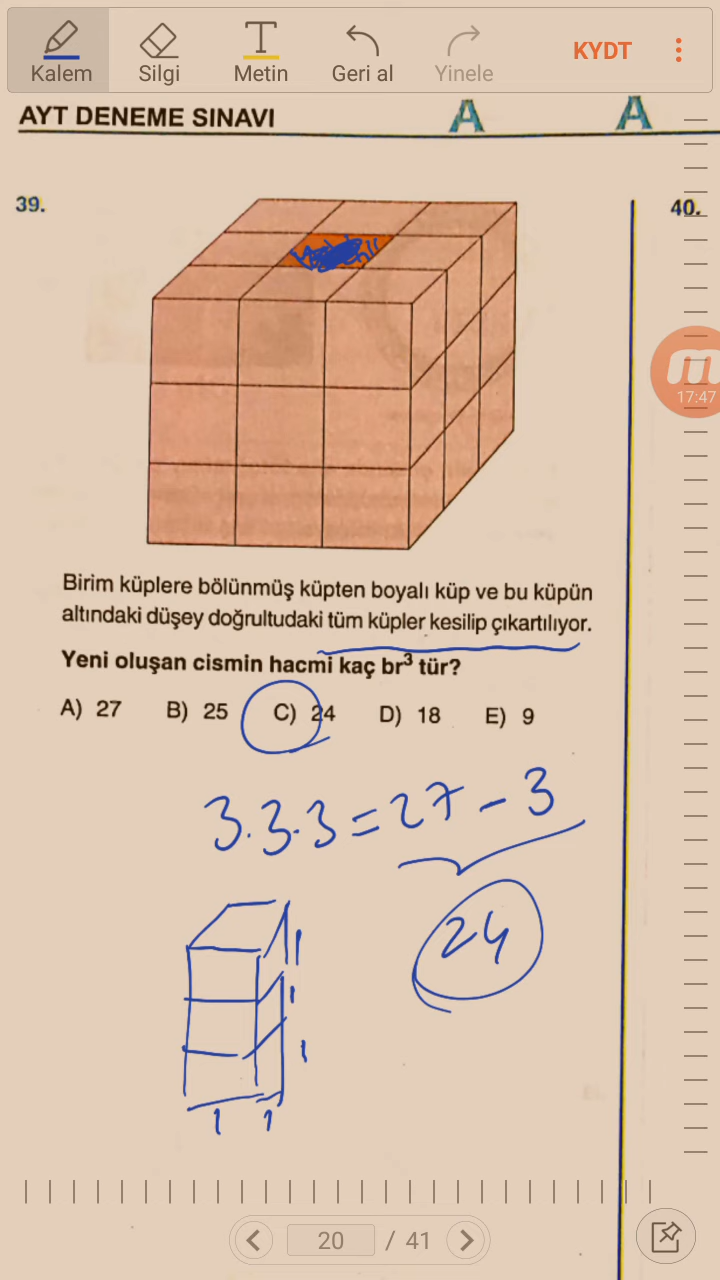 Kalem Silgi Metin Geri al Yinele KYDT
AYT DENEME SINAVI A A
39.
40.
17:47
Birim küplere bölünmüş küpten boyalı küp ve bu küpün
altındaki düşey doğrultudaki tüm küpler kesilip çıkartılıyor.
Yeni oluşan cismin hacmi kaç br³ tür?
A) 27 B) 25 C) 24 D) 18 E) 9
3.3.3=27-3
24
1
1
1
1 1
20 / 41